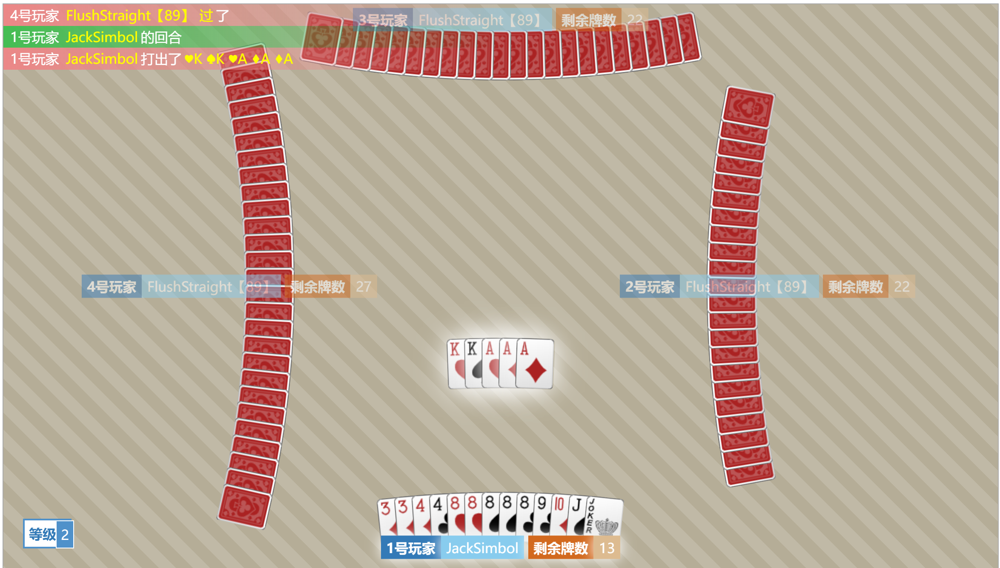 4号玩家 FlushStraight【89】 过了
1号玩家 JackSimbol 的回合
1号玩家 JackSimbol 打出了 ♥K ♠K ♥A ♦A ♦A
3号玩家 FlushStraight【89】 剩余牌数 22
4号玩家 FlushStraight【89】 剩余牌数 27
2号玩家 FlushStraight【89】 剩余牌数 22
K K A A A
3 3 4 4 8 8 8 8 8 9 10 J JOKER
等级 2
1号玩家 JackSimbol 剩余牌数 13